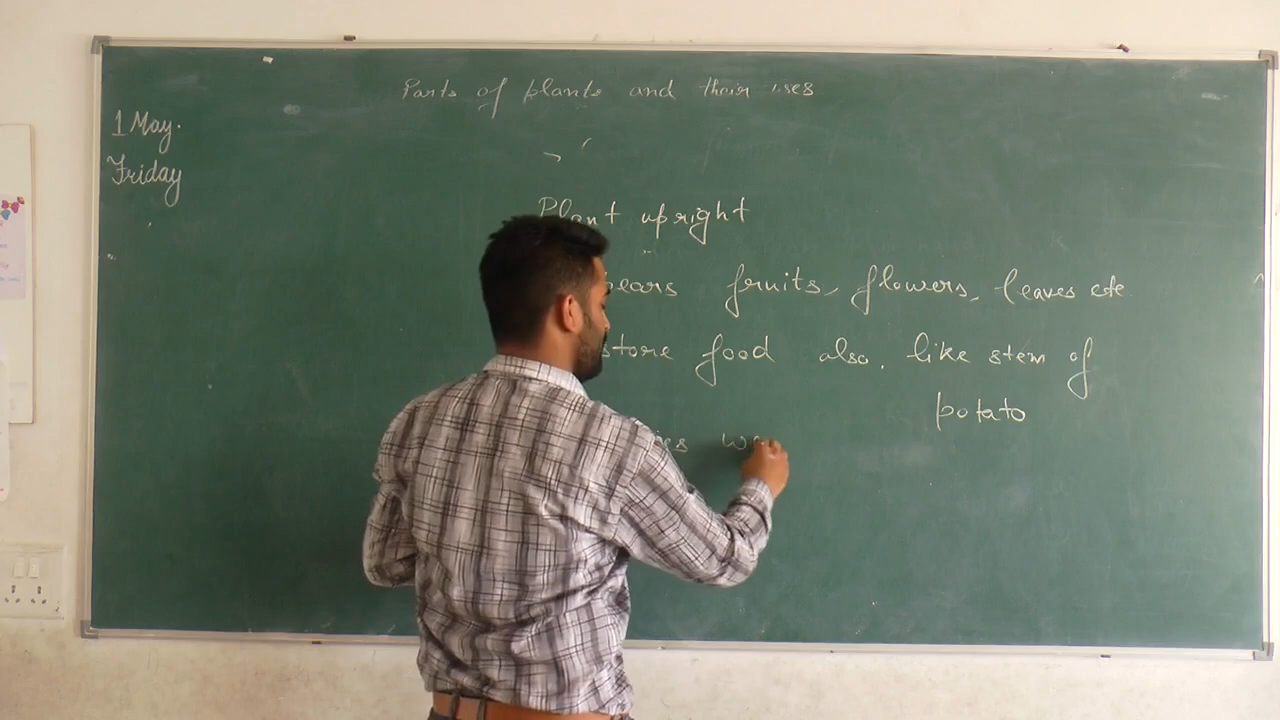 Parts of plants and their uses
1 May.
Friday
Plant upright
bears fruits, flowers, leaves etc.
store food also, like stem of
potato